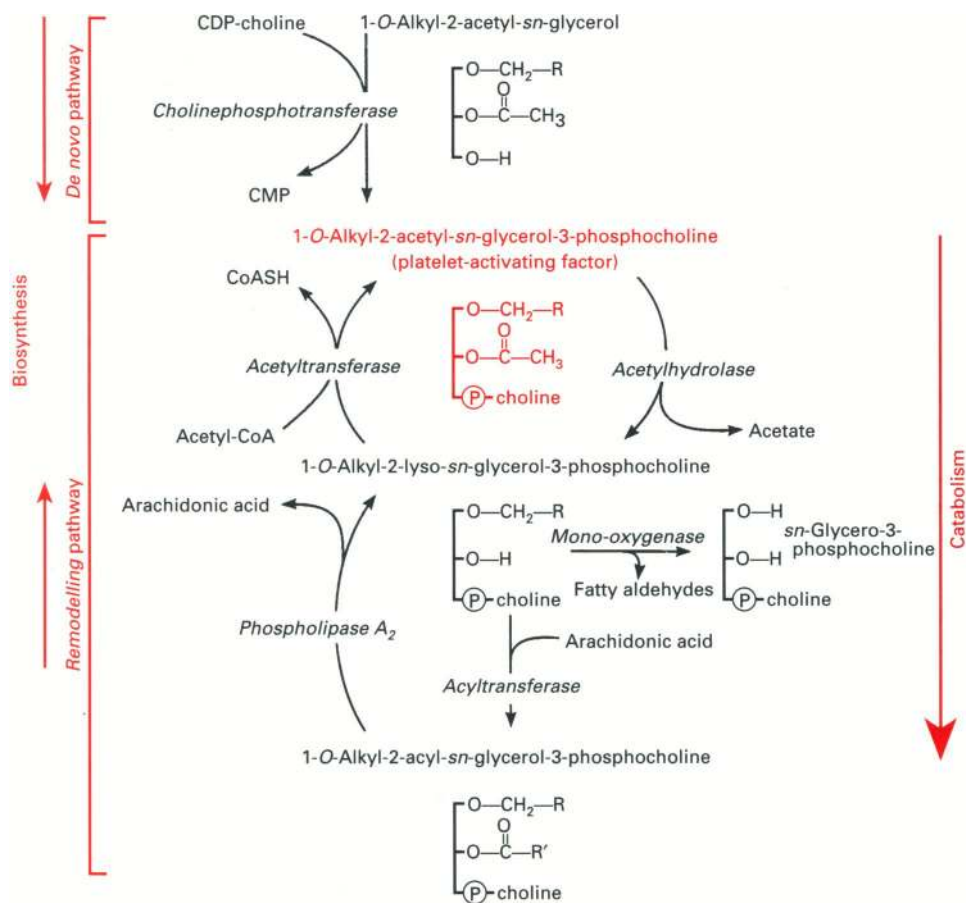 CDP-choline
1-O-Alkyl-2-acetyl-sn-glycerol
O—CH₂—R
O
Cholinephosphotransferase
O—C—CH3
O—H
CMP
De novo pathway
1-O-Alkyl-2-acetyl-sn-glycerol-3-phosphocholine
(platelet-activating factor)
CoASH
O—CH₂—R
O
Acetyltransferase
O—C—CH₃
Acetylhydrolase
P choline
Biosynthesis
Acetyl-CoA
Acetate
1-O-Alkyl-2-lyso-sn-glycerol-3-phosphocholine
Arachidonic acid
O—CH₂—R
Mono-oxygenase
O—H
sn-Glycero-3-
phosphocholine
O—H
O—H
Fatty aldehydes
P choline
P choline
Catabolism
Phospholipase A₂
Arachidonic acid
Remodelling pathway
Acyltransferase
1-O-Alkyl-2-acyl-sn-glycerol-3-phosphocholine
O—CH₂—R
O
O—C—R′
P choline